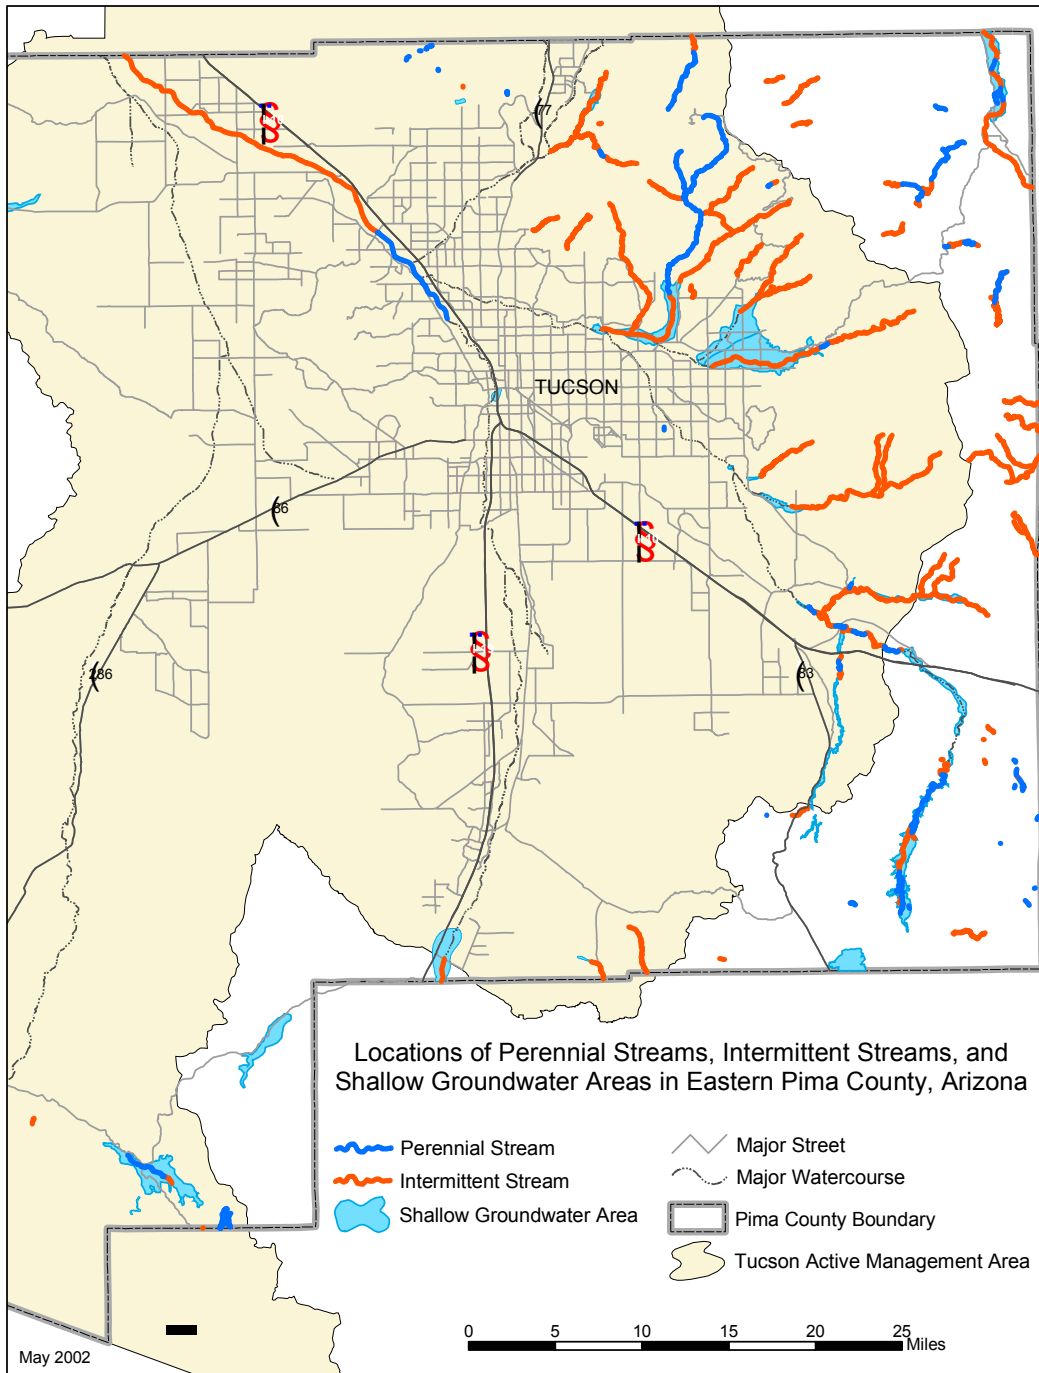 77
TUCSON
86
286
83
Locations of Perennial Streams, Intermittent Streams, and
Shallow Groundwater Areas in Eastern Pima County, Arizona
Perennial Stream
Intermittent Stream
Shallow Groundwater Area
Major Street
Major Watercourse
Pima County Boundary
Tucson Active Management Area
0 5 10 15 20 25
Miles
May 2002